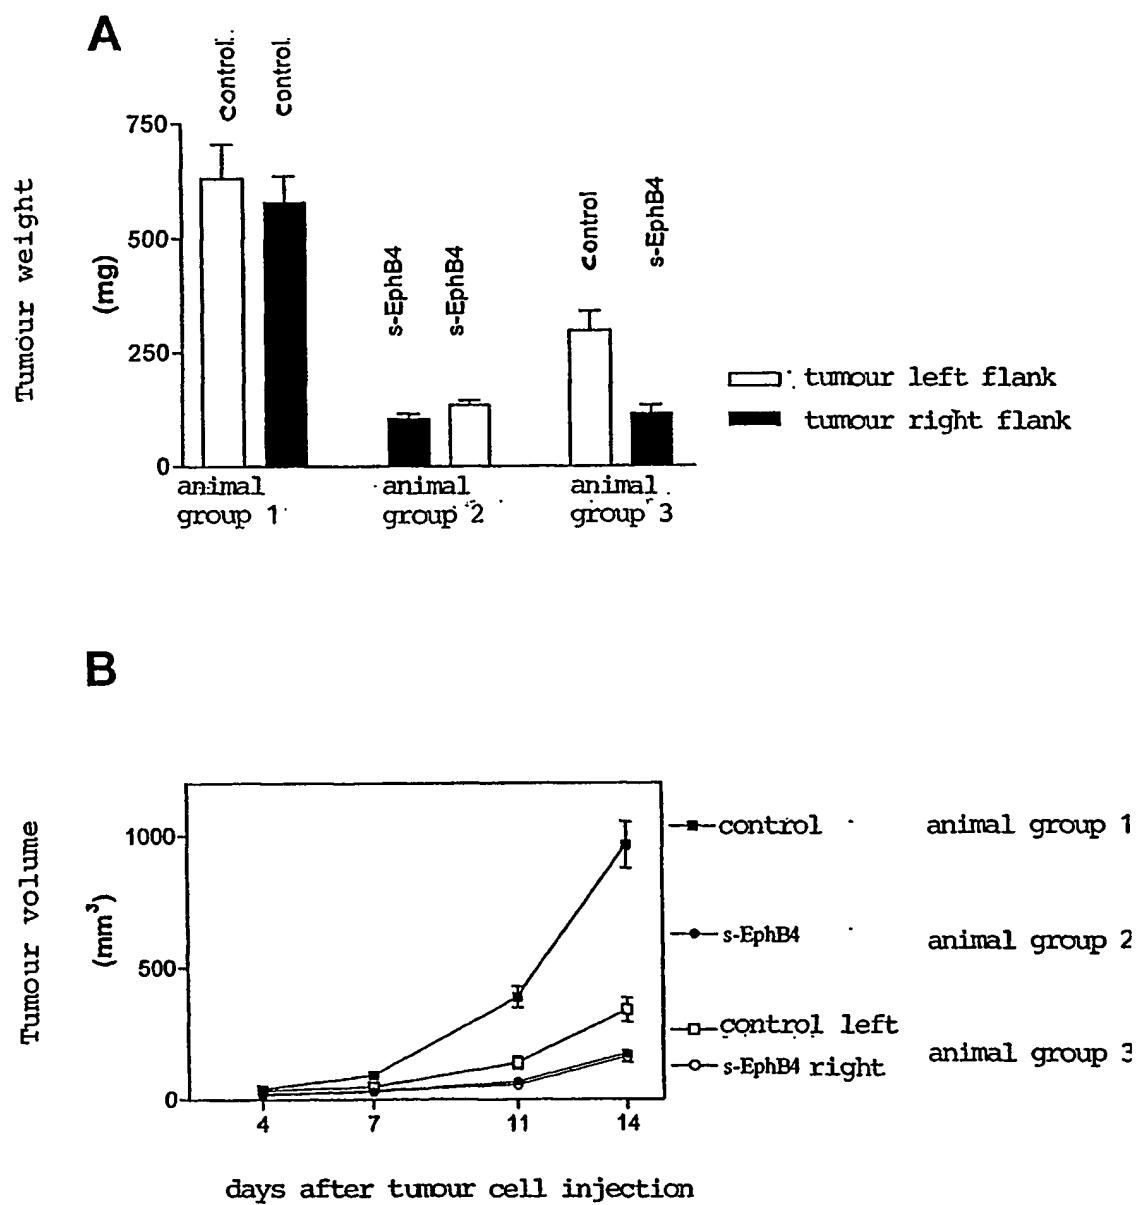 A
control
control
750
500
250
0
Tumour weight
(mg)
s-EphB4
s-EphB4
control
s-EphB4
tumour left flank
tumour right flank
animal
group 1
animal
group 2
animal
group 3
B
Tumour volume
(mm³)
1000
500
0
4
7
11
14
days after tumour cell injection
control
animal group 1
s-EphB4
animal group 2
control left
s-EphB4 right
animal group 3